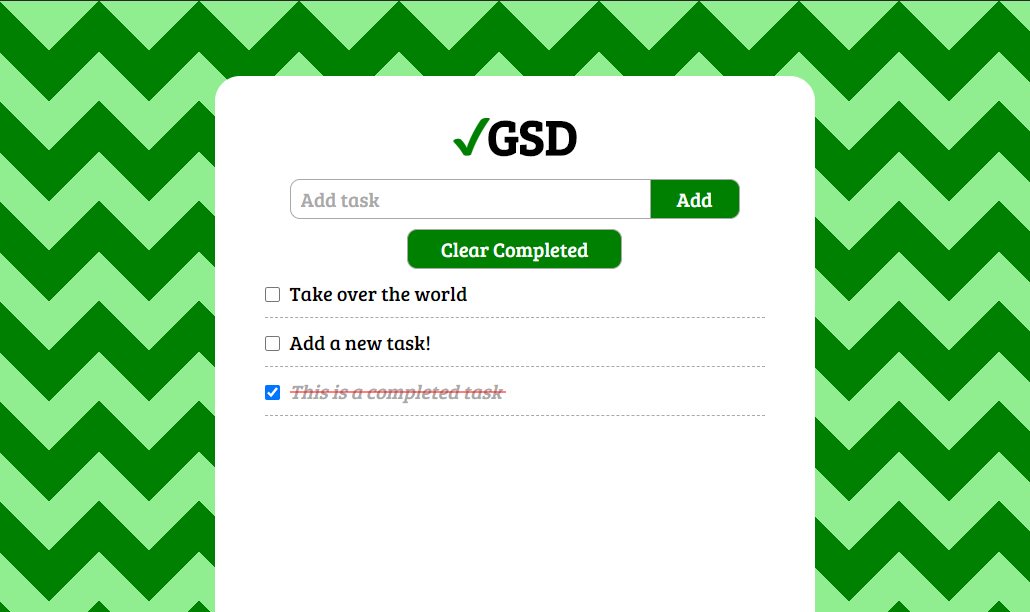 ✓GSD
Add task Add
Clear Completed
Take over the world
Add a new task!
This is a completed task